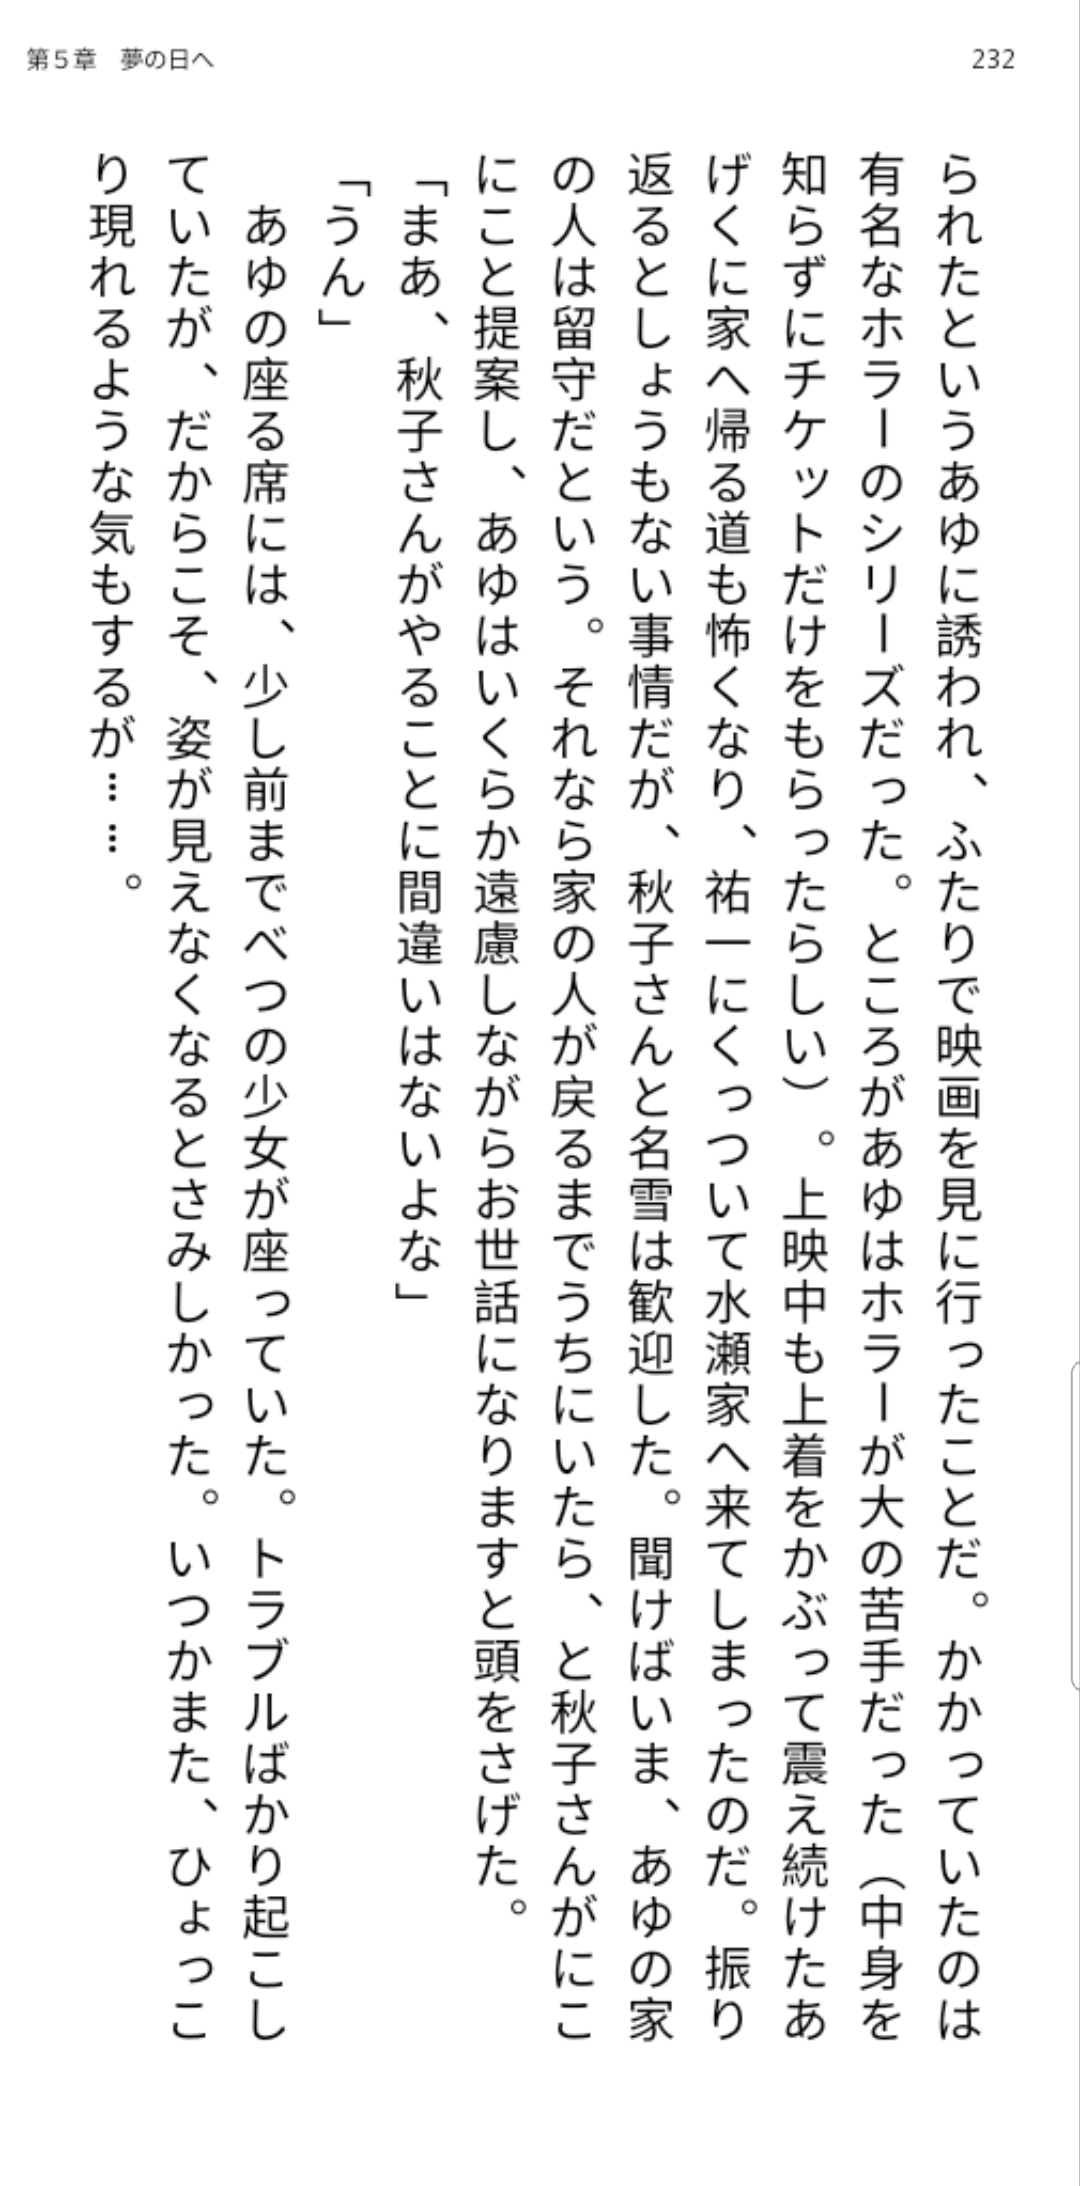 第5章　夢の日へ
232
られたというあゆに誘われ、ふたりで映画を見に行ったことだ。かかっていたのは
有名なホラーのシリーズだった。ところがあゆはホラーが大の苦手だった（中身を
知らずにチケットだけをもらったらしい）。上映中も上着をかぶって震え続けたあ
げくに家へ帰る道も怖くなり、祐一にくっついて水瀬家へ来てしまったのだ。振り
返るとしょうもない事情だが、秋子さんと名雪は歓迎した。聞けばいま、あゆの家
の人は留守だという。それなら家の人が戻るまでうちにいたら、と秋子さんがにこ
にこと提案し、あゆはいくらか遠慮しながらお世話になりますと頭をさげた。
「まあ、秋子さんがやることに間違いはないよな」
「うん」
　あゆの座る席には、少し前までべつの少女が座っていた。トラブルばかり起こし
ていたが、だからこそ、姿が見えなくなるとさみしかった。いつかまた、ひょっこ
り現れるような気もするが……。